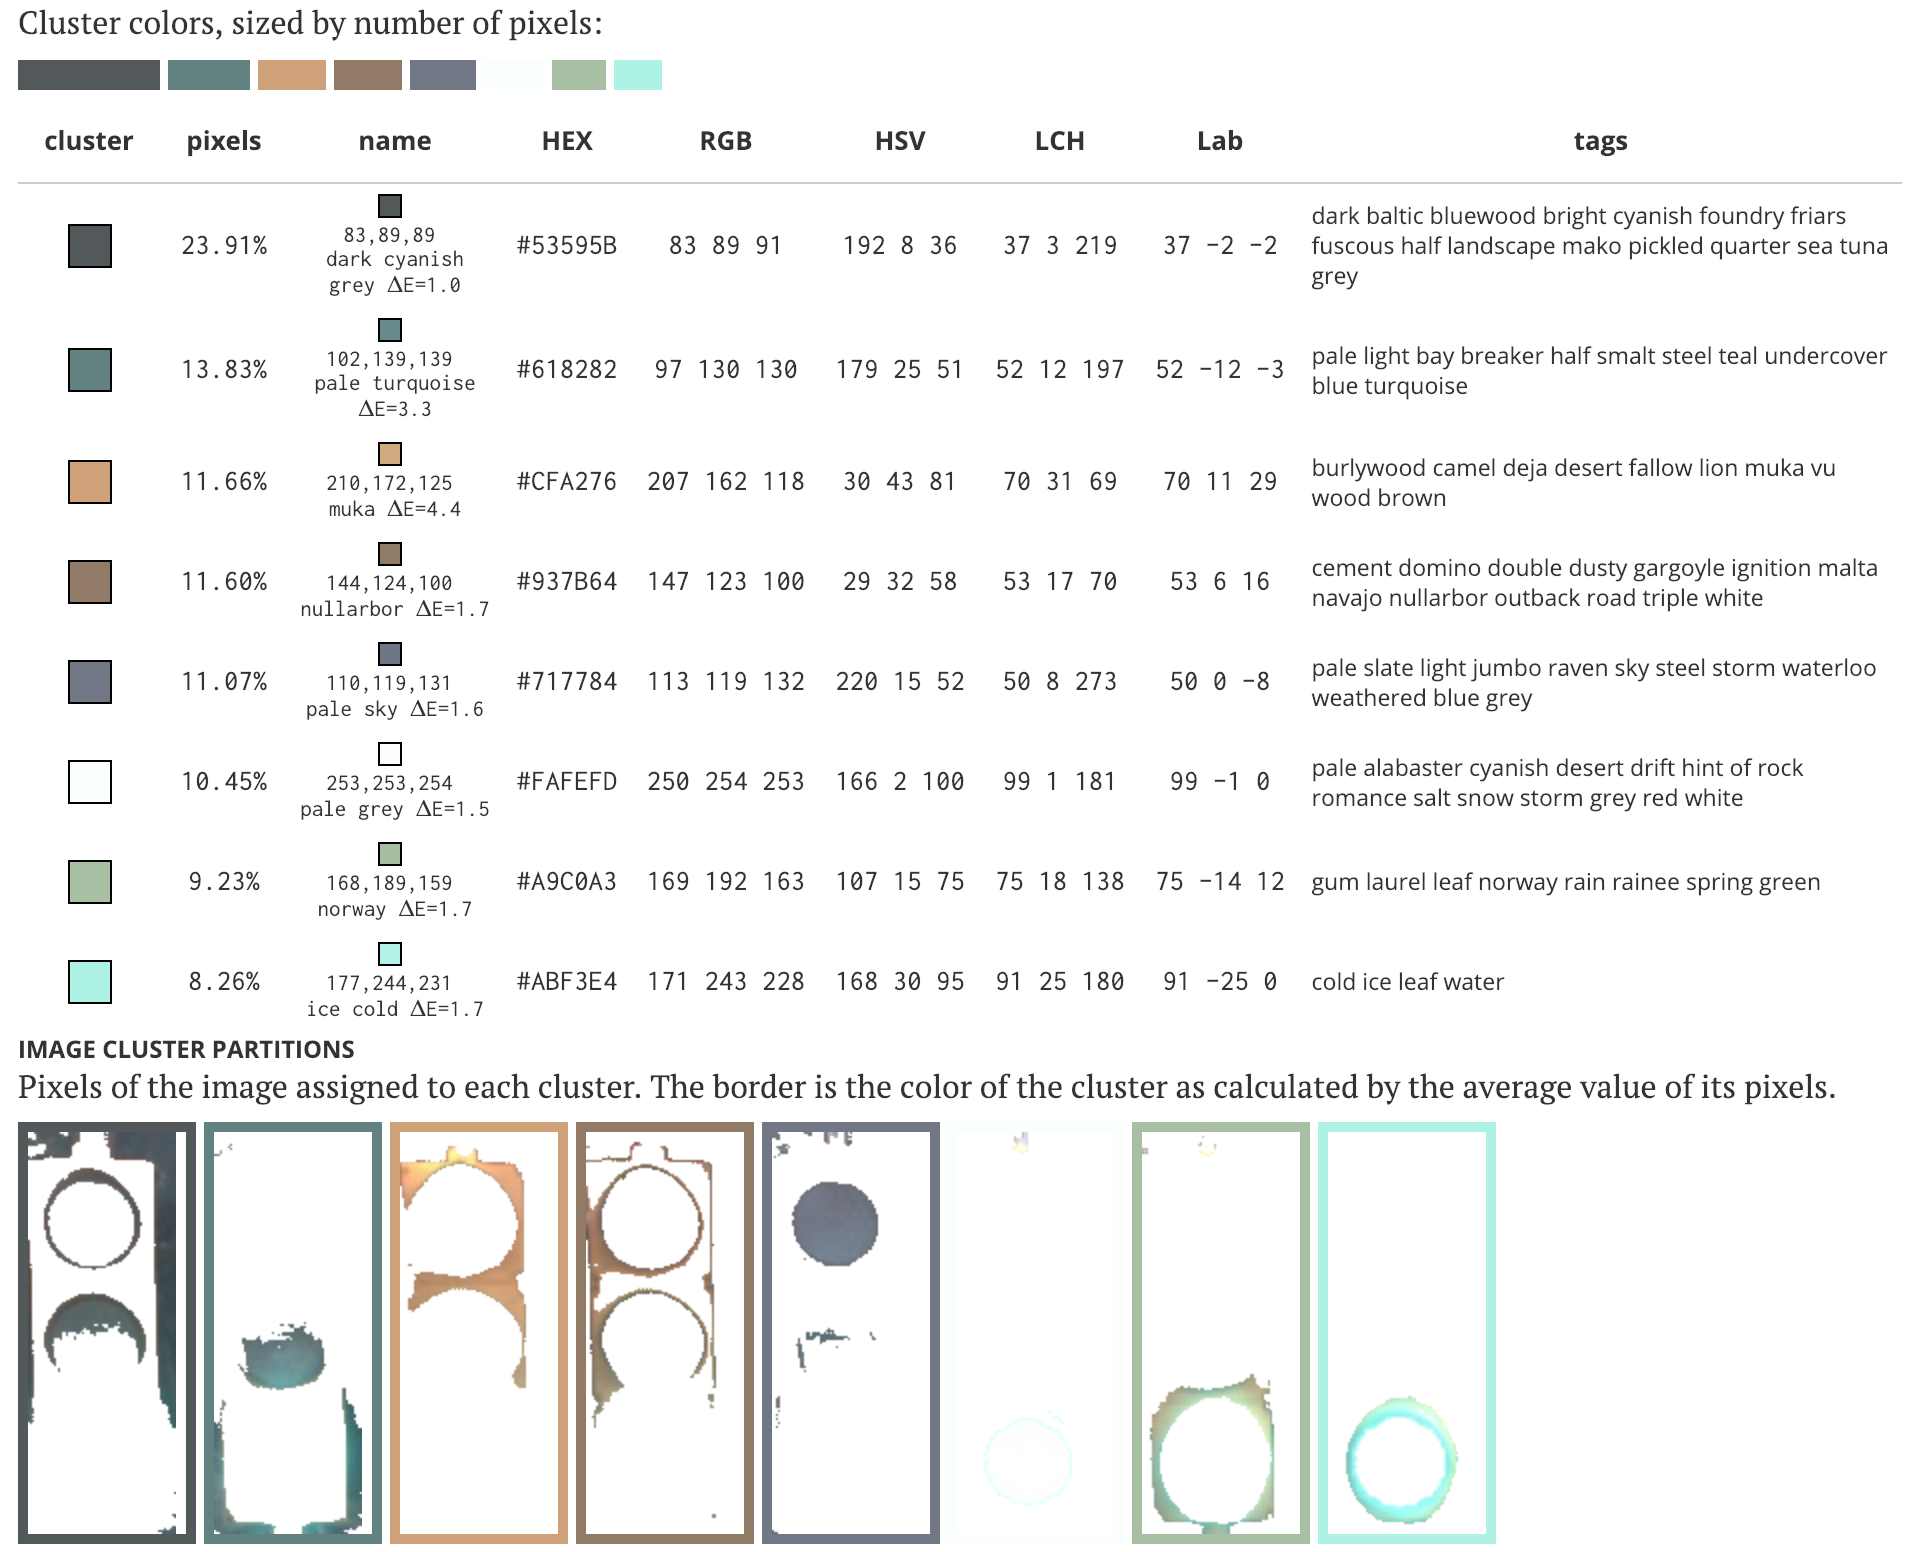 Cluster colors, sized by number of pixels:
cluster pixels name HEX RGB HSV LCH Lab tags
23.91% 83,89,89 dark cyanish grey ΔE=1.0 #53595B 83 89 91 192 8 36 37 3 219 37 −2 −2 dark baltic bluewood bright cyanish foundry friars fuscous half landscape mako pickled quarter sea tuna grey
13.83% 102,139,139 pale turquoise ΔE=3.3 #618282 97 130 130 179 25 51 52 12 197 52 −12 −3 pale light bay breaker half smalt steel teal undercover blue turquoise
11.66% 210,172,125 muka ΔE=4.4 #CFA276 207 162 118 30 43 81 70 31 69 70 11 29 burlywood camel deja desert fallow lion muka vu wood brown
11.60% 144,124,100 nullarbor ΔE=1.7 #937B64 147 123 100 29 32 58 53 17 70 53 6 16 cement domino double dusty gargoyle ignition malta navajo nullarbor outback road triple white
11.07% 110,119,131 pale sky ΔE=1.6 #717784 113 119 132 220 15 52 50 8 273 50 0 −8 pale slate light jumbo raven sky steel storm waterloo weathered blue grey
10.45% 253,253,254 pale grey ΔE=1.5 #FAFEFD 250 254 253 166 2 100 99 1 181 99 −1 0 pale alabaster cyanish desert drift hint of rock romance salt snow storm grey red white
9.23% 168,189,159 norway ΔE=1.7 #A9C0A3 169 192 163 107 15 75 75 18 138 75 −14 12 gum laurel leaf norway rain rainee spring green
8.26% 177,244,231 ice cold ΔE=1.7 #ABF3E4 171 243 228 168 30 95 91 25 180 91 −25 0 cold ice leaf water
IMAGE CLUSTER PARTITIONS
Pixels of the image assigned to each cluster. The border is the color of the cluster as calculated by the average value of its pixels.